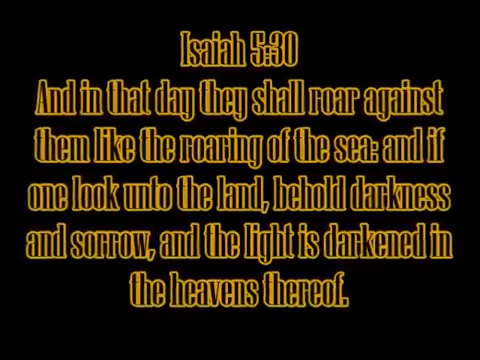 Isaiah 5:30
And in that day they shall roar against
them like the roaring of the sea: and if
one look unto the land, behold darkness
and sorrow, and the light is darkened in
the heavens thereof.